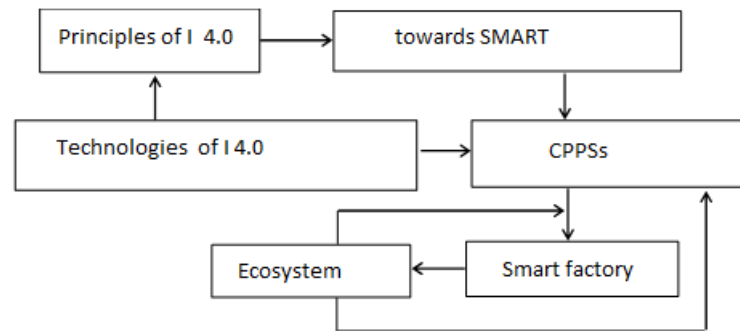 Principles of I 4.0
towards SMART
Technologies of I 4.0
CPPSs
Ecosystem
Smart factory